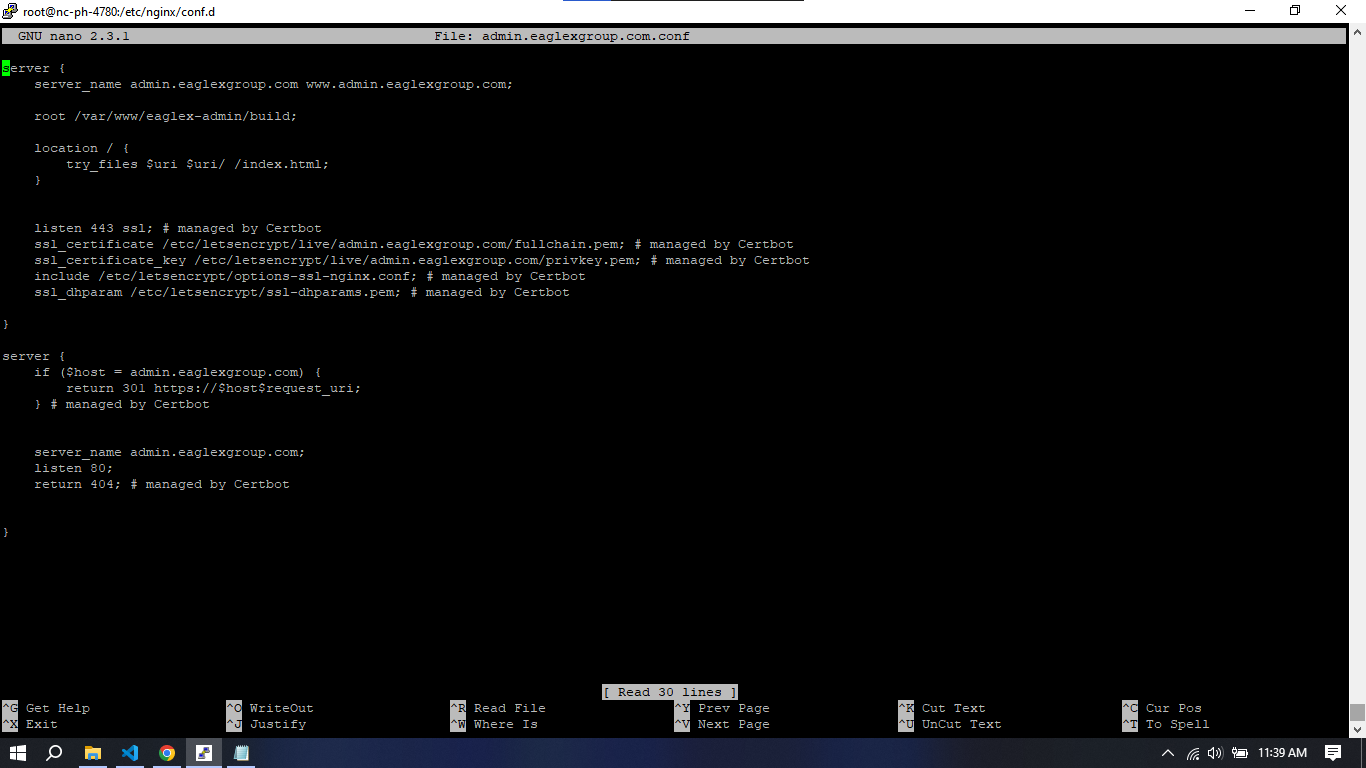 root@nc-ph-4780:/etc/nginx/conf.d
GNU nano 2.3.1 File: admin.eaglexgroup.com.conf
server {
    server_name admin.eaglexgroup.com www.admin.eaglexgroup.com;
    root /var/www/eaglex-admin/build;
    location / {
        try_files $uri $uri/ /index.html;
    }
    listen 443 ssl; # managed by Certbot
    ssl_certificate /etc/letsencrypt/live/admin.eaglexgroup.com/fullchain.pem; # managed by Certbot
    ssl_certificate_key /etc/letsencrypt/live/admin.eaglexgroup.com/privkey.pem; # managed by Certbot
    include /etc/letsencrypt/options-ssl-nginx.conf; # managed by Certbot
    ssl_dhparam /etc/letsencrypt/ssl-dhparams.pem; # managed by Certbot
}
server {
    if ($host = admin.eaglexgroup.com) {
        return 301 https://$host$request_uri;
    } # managed by Certbot
    server_name admin.eaglexgroup.com;
    listen 80;
    return 404; # managed by Certbot
}
[ Read 30 lines ]
^G Get Help ^O WriteOut ^R Read File ^Y Prev Page ^K Cut Text ^C Cur Pos
^X Exit ^J Justify ^W Where Is ^V Next Page ^U UnCut Text ^T To Spell
11:39 AM